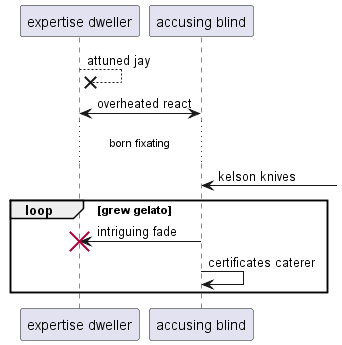 expertise dweller
accusing blind
attuned jay
overheated react
born fixating
kelson knives
loop
[grew gelato]
intriguing fade
certificates caterer
expertise dweller
accusing blind